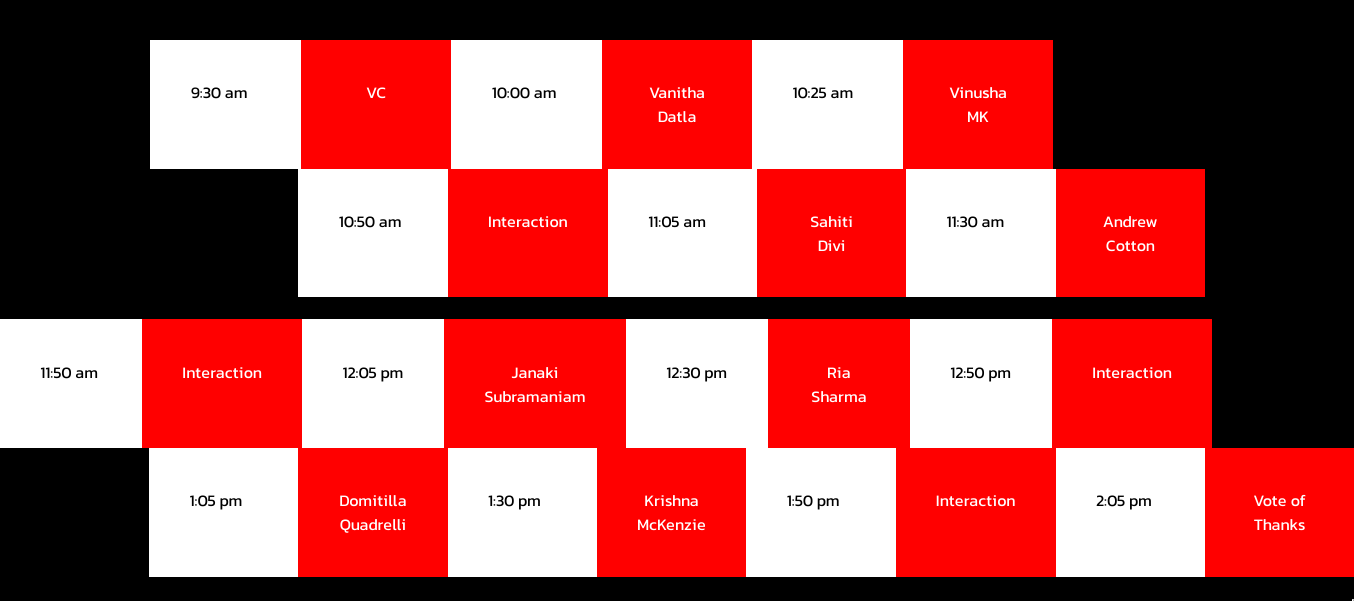 9:30 am VC 10:00 am Vanitha 10:25 am Vinusha
Datla MK
10:50 am Interaction 11:05 am Sahiti 11:30 am Andrew
Divi Cotton
11:50 am Interaction 12:05 pm Janaki 12:30 pm Ria 12:50 pm Interaction
Subramaniam Sharma
1:05 pm Domitilla 1:30 pm Krishna 1:50 pm Interaction 2:05 pm Vote of
Quadrelli McKenzie Thanks